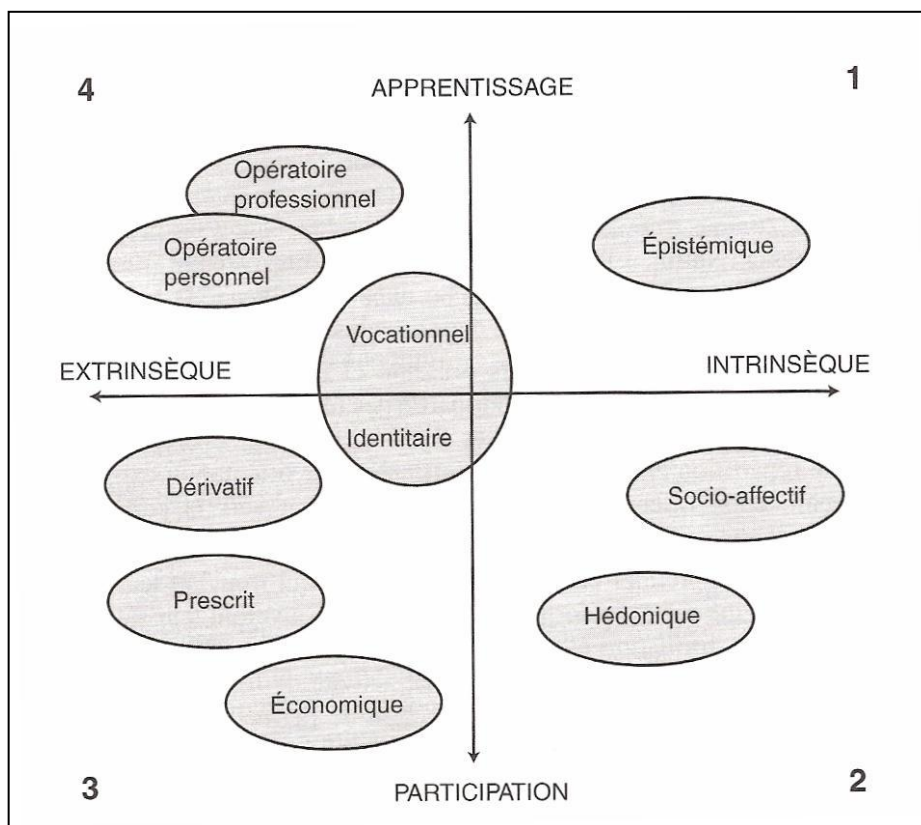 4
1
APPRENTISSAGE
Opératoire
professionnel
Opératoire
personnel
Épistémique
Vocationnel
EXTRINSÈQUE
INTRINSÈQUE
Identitaire
Dérivatif
Socio-affectif
Prescrit
Hédonique
Économique
3
PARTICIPATION
2